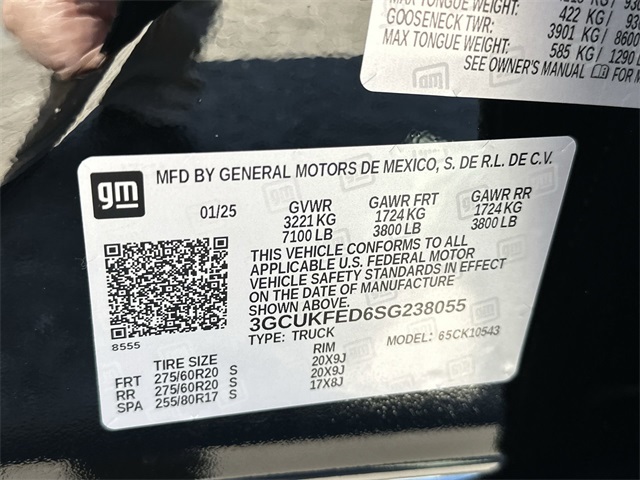 MAX TONGUE WEIGHT:
422 KG/
GOOSENECK TWR:
3901 KG/ 8600
MAX TONGUE WEIGHT:
585 KG/ 1290 L
SEE OWNER'S MANUAL FOR M
gm
MFD BY GENERAL MOTORS DE MEXICO, S. DE R.L. DE C.V.
01/25 GVWR GAWR FRT GAWR RR
3221 KG 1724 KG 1724 KG
7100 LB 3800 LB 3800 LB
THIS VEHICLE CONFORMS TO ALL
APPLICABLE U.S. FEDERAL MOTOR
VEHICLE SAFETY STANDARDS IN EFFECT
ON THE DATE OF MANUFACTURE
SHOWN ABOVE.
3GCUKFED6SG238055
8555
TYPE: TRUCK MODEL: 65CK10543
TIRE SIZE RIM
FRT 275/60R20 S 20X9J
RR 275/60R20 S 20X9J
SPA 255/80R17 S 17X8J